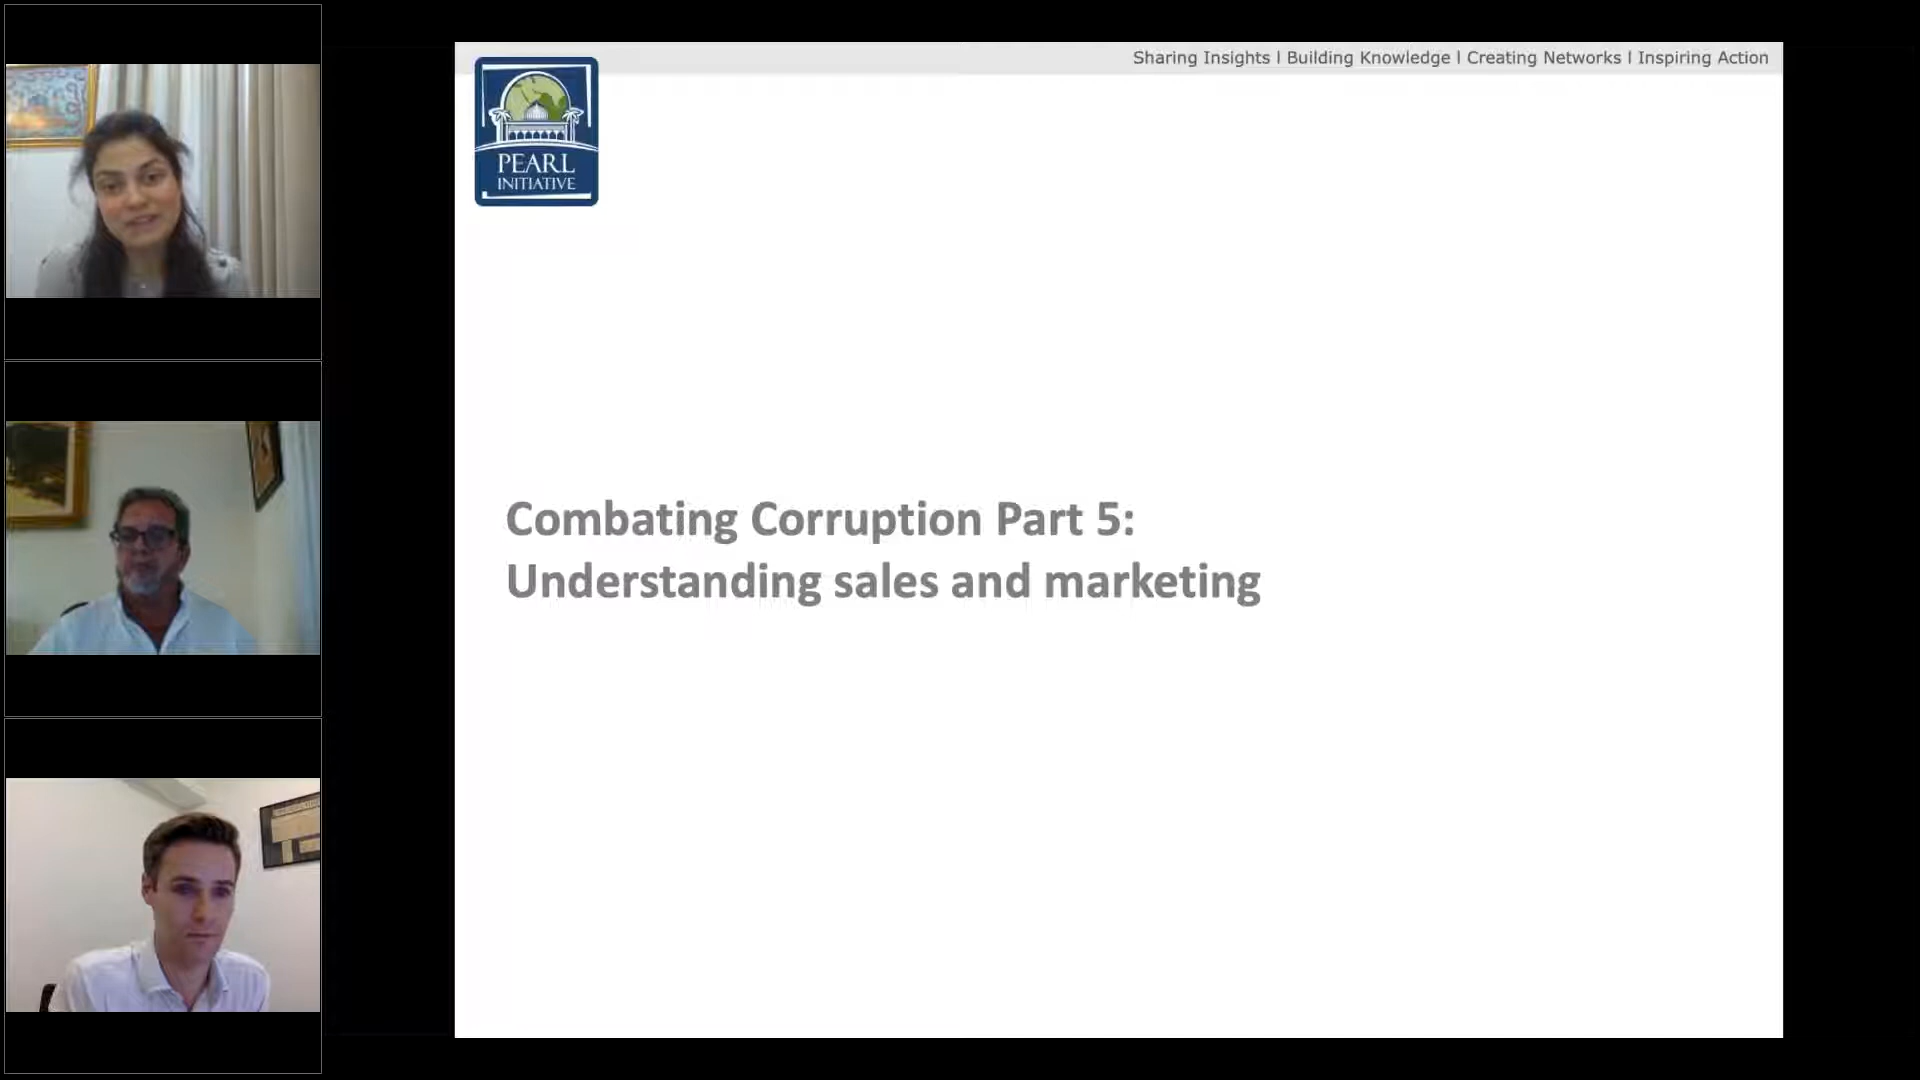 Sharing Insights | Building Knowledge | Creating Networks | Inspiring Action
PEARL
INITIATIVE
Combating Corruption Part 5:
Understanding sales and marketing